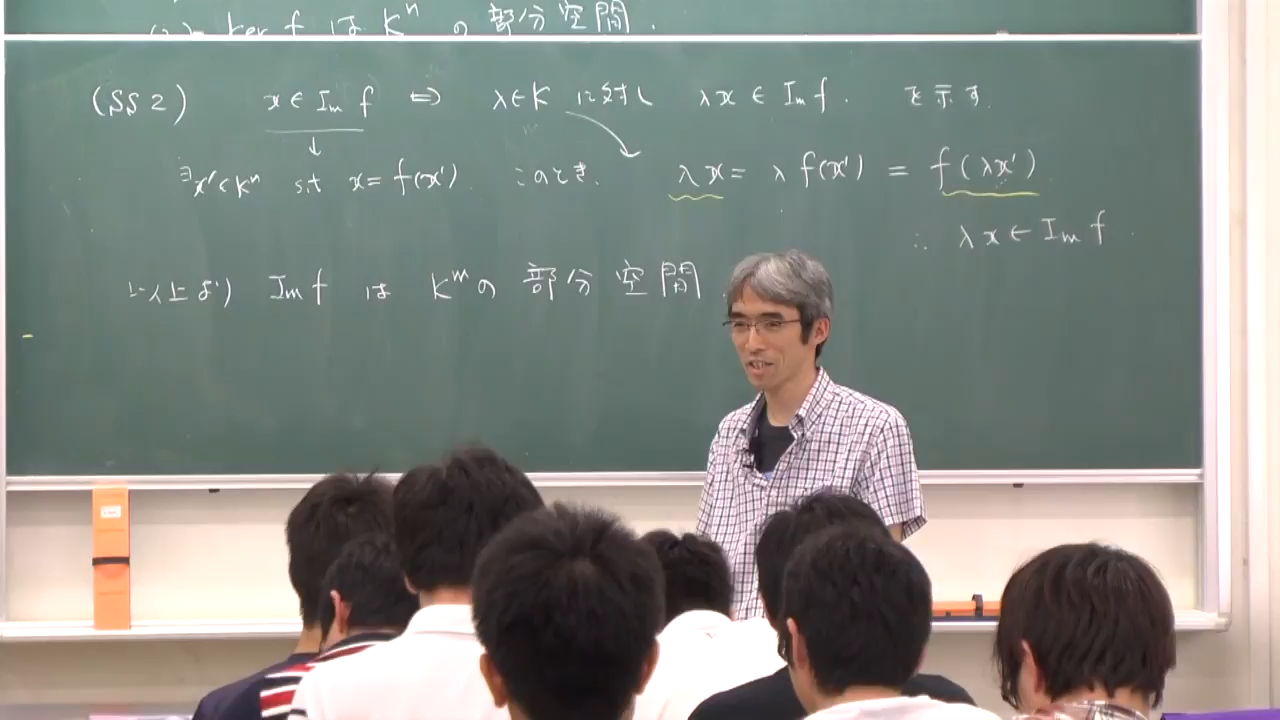 (2) Ker f は K^n の 部分空間.
(SS2) x ∈ Im f ⇔ λ∈K に対し λx ∈ Im f. を示す.
↓
∃x'∈K^n s.t x = f(x') このとき. λx = λ f(x') = f(λx')
∴ λx ∈ Im f.
以上より Im f は K^m の 部分空間